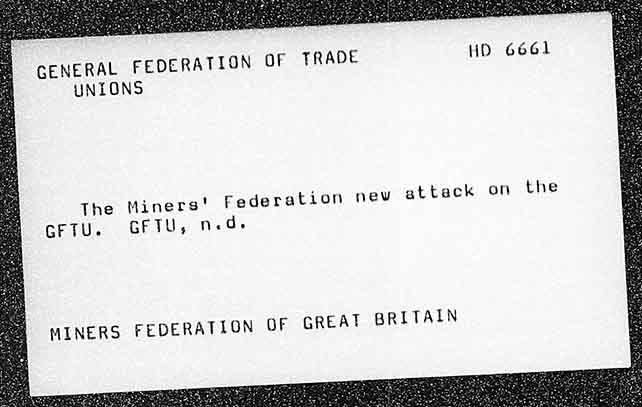 GENERAL FEDERATION OF TRADE HD 6661
UNIONS
The Miners' Federation new attack on the
GFTU. GFTU, n.d.
MINERS FEDERATION OF GREAT BRITAIN